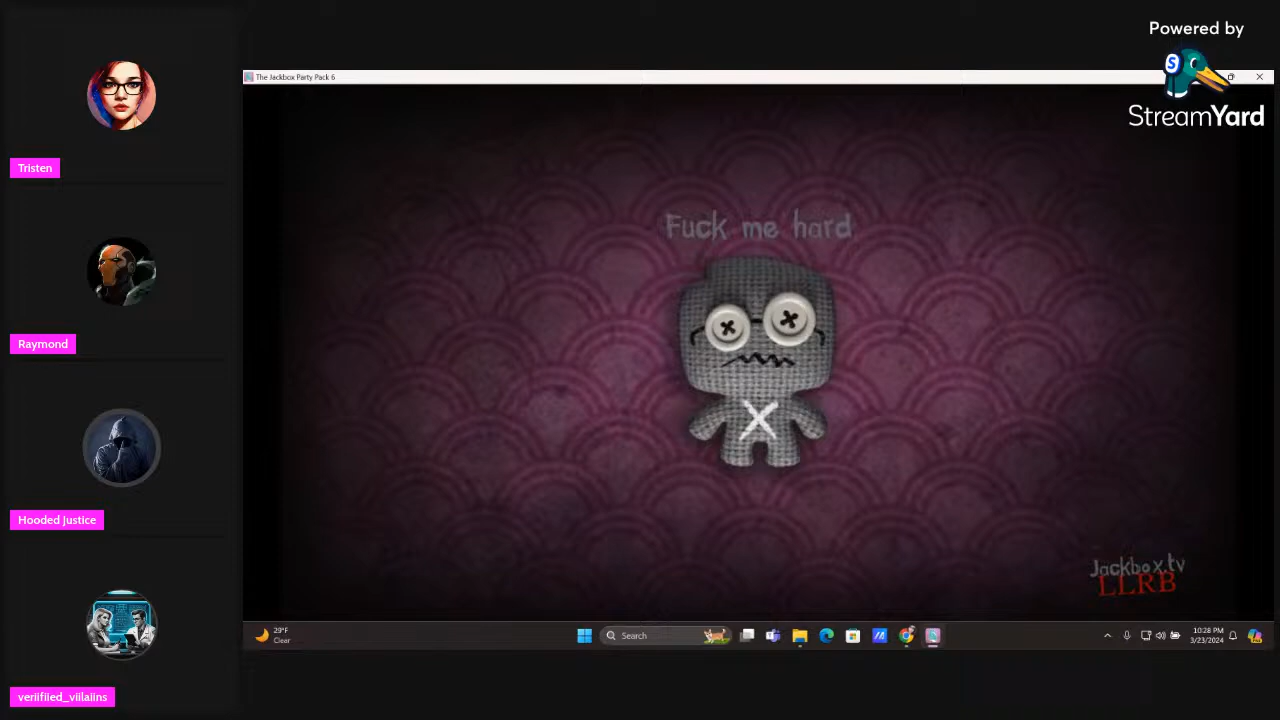 Powered by
StreamYard
The Jackbox Party Pack 6
Tristen
Raymond
Hooded Justice
veriifiied_viilaiins
Fuck me hard
Jackbox.tv
LLRB
29°F
Clear
Search
10:28 PM
3/23/2024